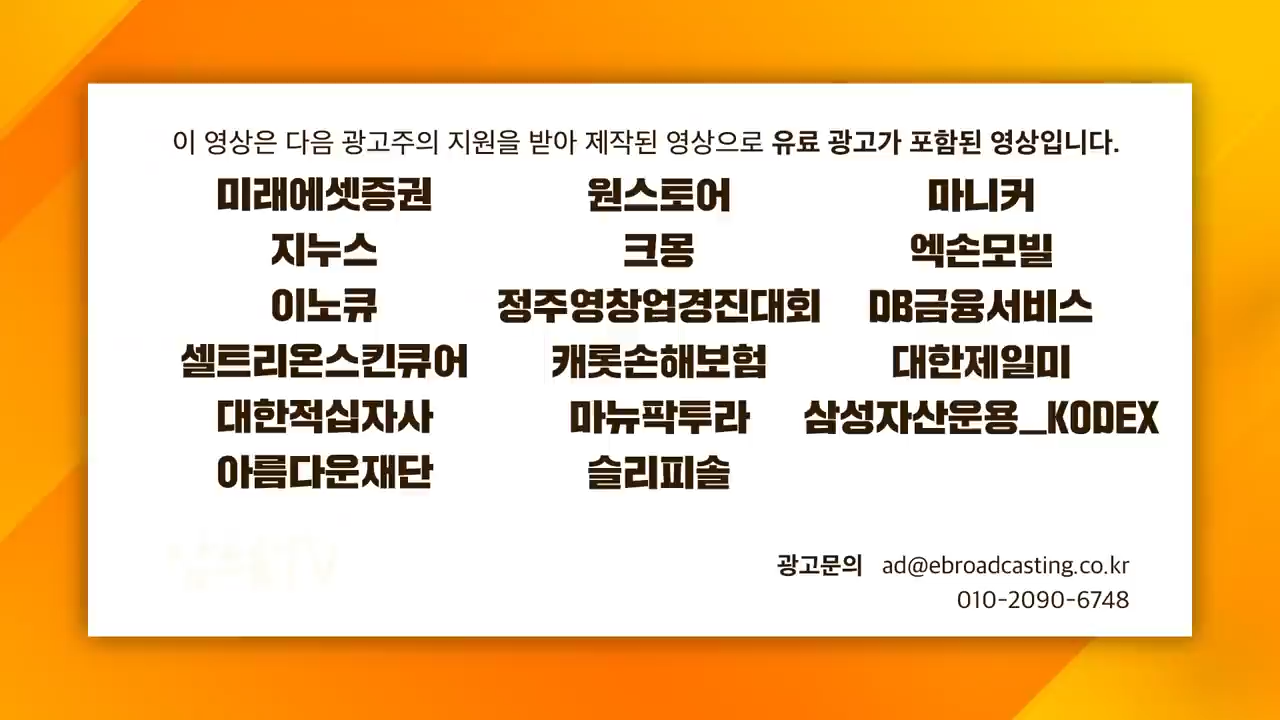 이 영상은 다음 광고주의 지원을 받아 제작된 영상으로 유료 광고가 포함된 영상입니다.
미래에셋증권 원스토어 마니커
지누스 크몽 엑손모빌
이노큐 정주영창업경진대회 DB금융서비스
셀트리온스킨큐어 캐롯손해보험 대한제일미
대한적십자사 마뉴팍투라 삼성자산운용_KODEX
아름다운재단 슬리피솔
광고문의 ad@ebroadcasting.co.kr
010-2090-6748